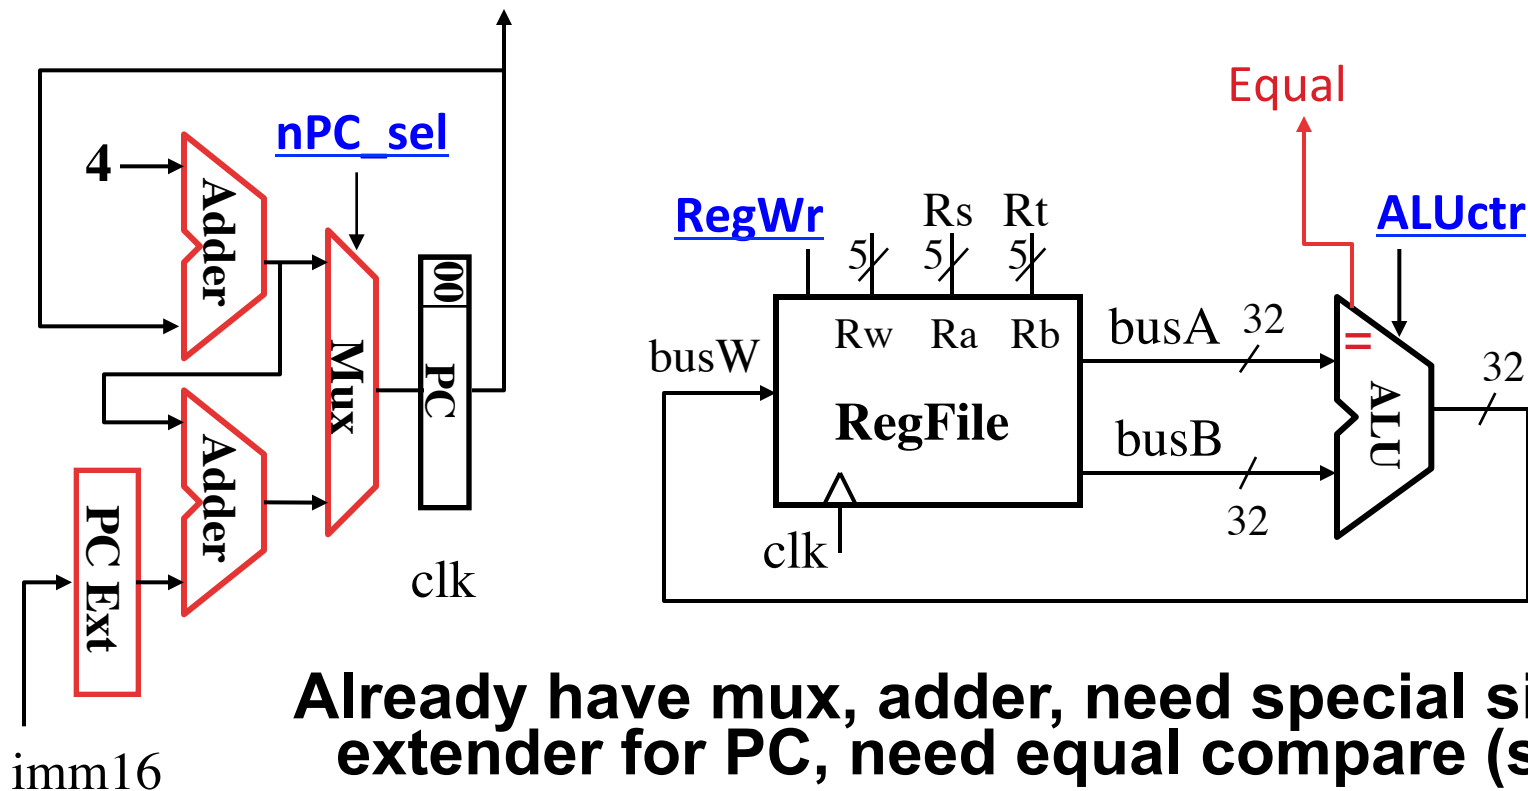 4
Adder
nPC_sel
Mux
00
PC
Adder
PC Ext
imm16
clk
Equal
RegWr
Rs
Rt
ALUctr
5
5
5
Rw
Ra
Rb
busW
RegFile
clk
busA
32
busB
32
=
ALU
32
Already have mux, adder, need special
extender for PC, need equal compare